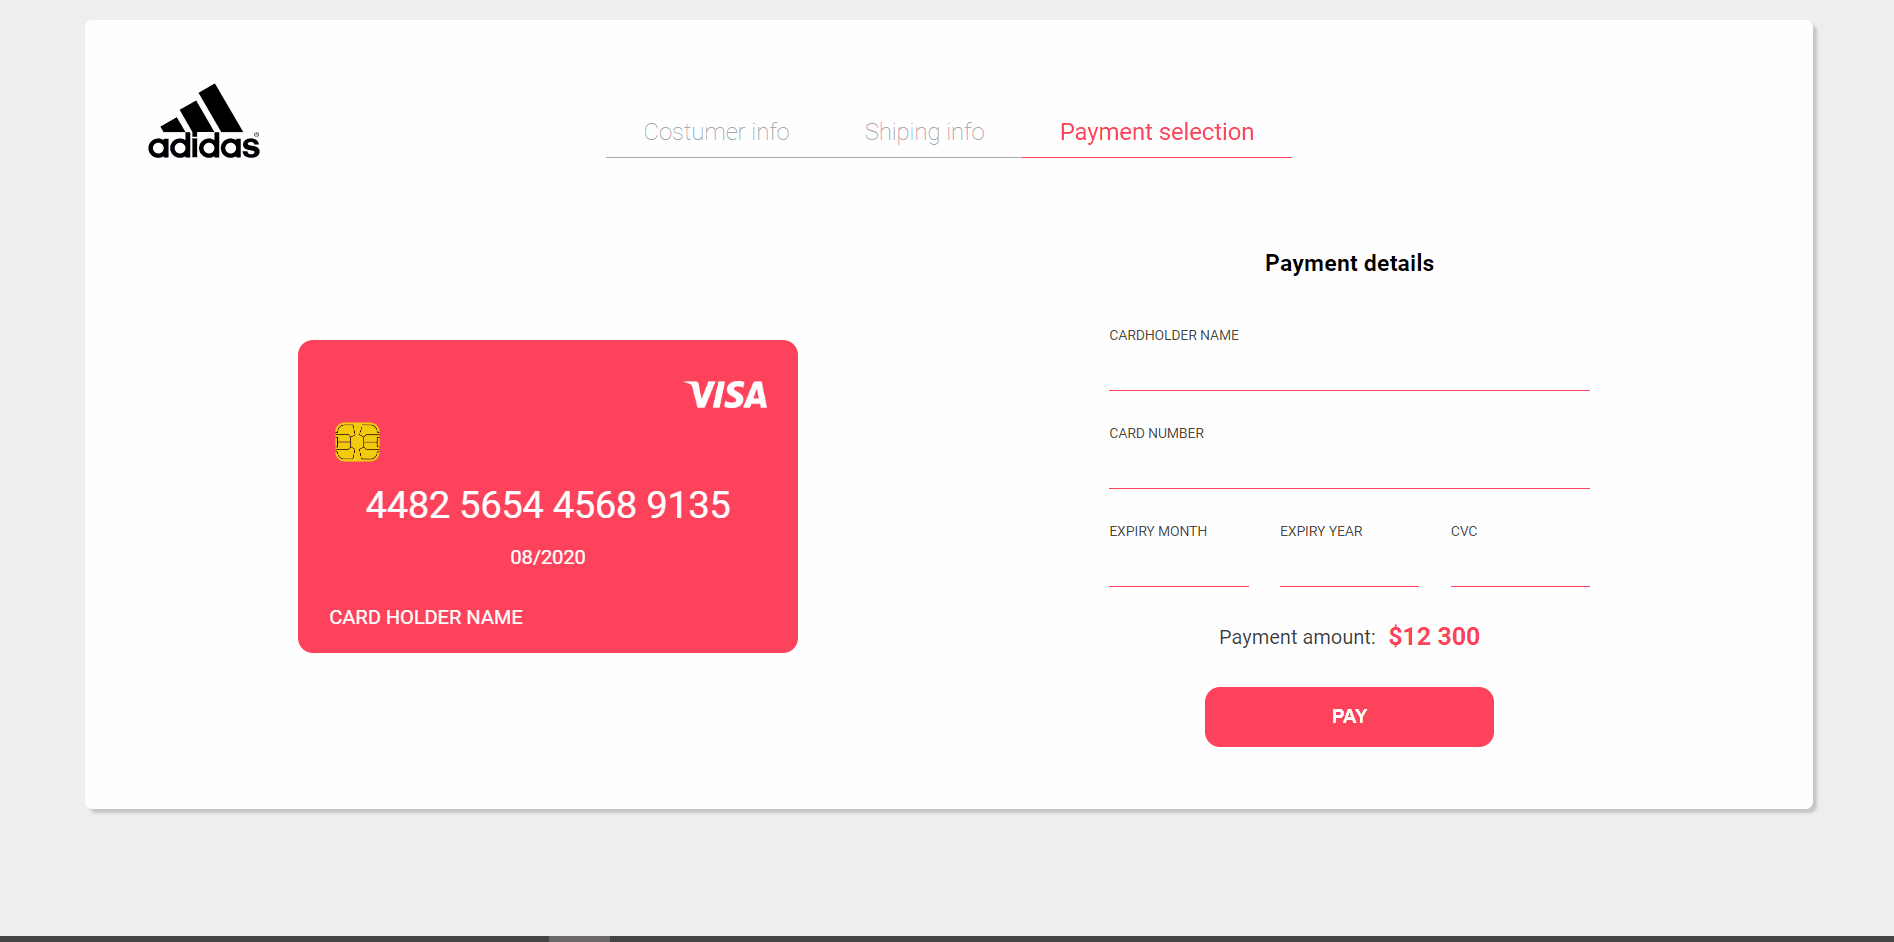 adidas
Costumer info Shiping info Payment selection
Payment details
CARDHOLDER NAME
VISA
CARD NUMBER
4482 5654 4568 9135
EXPIRY MONTH EXPIRY YEAR CVC
08/2020
CARD HOLDER NAME
Payment amount: $12 300
PAY